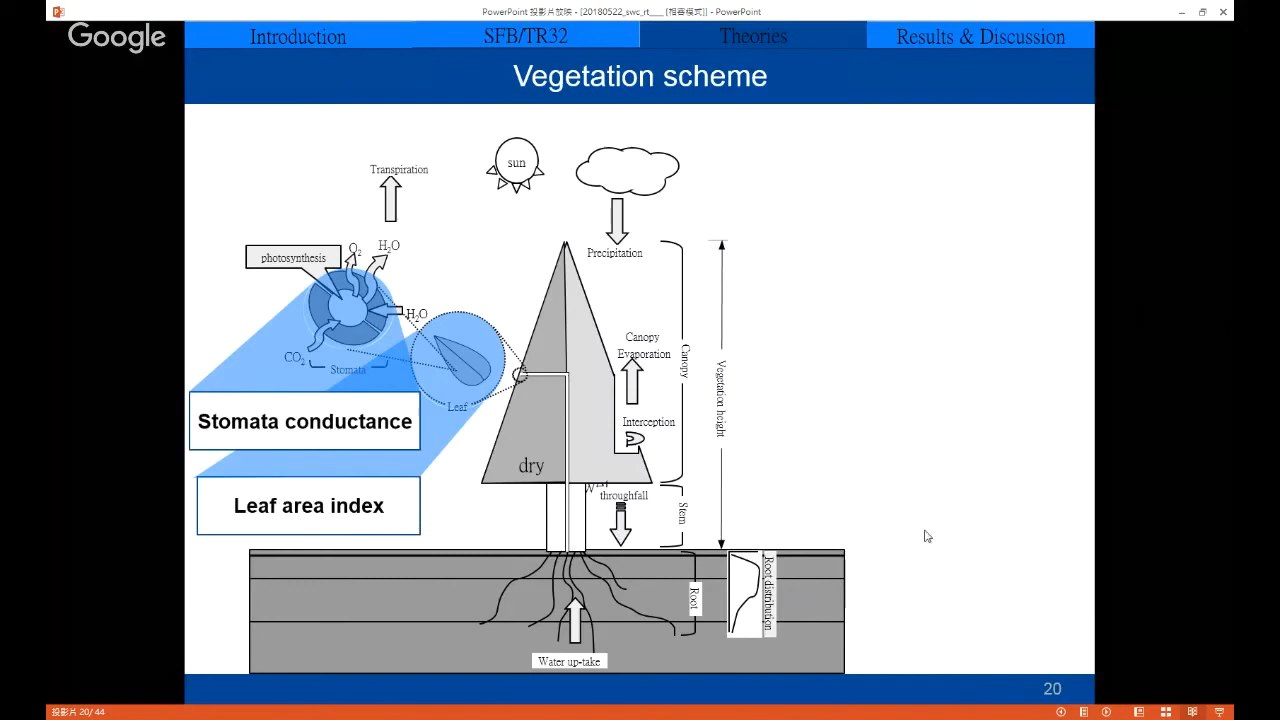 PowerPoint 投影片放映 - [20180522_swc_rt____ [相容模式]] - PowerPoint
Google
Introduction
SFB/TR32
Theories
Results & Discussion
Vegetation scheme
Transpiration
sun
O2
H2O
photosynthesis
Precipitation
H2O
Canopy
Evaporation
Canopy
CO2
Stomata
Vegetation height
Leaf
Stomata conductance
Interception
dry
throughfall
Leaf area index
Stem
Root
Root distribution
Water up-take
20
投影片 20/ 44